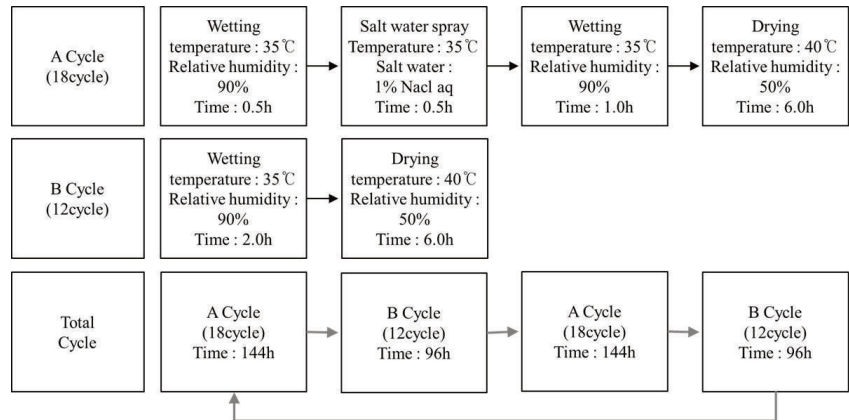 A Cycle
(18cycle)
Wetting
temperature : 35℃
Relative humidity :
90%
Time : 0.5h
Salt water spray
Temperature : 35℃
Salt water :
1% Nacl aq
Time : 0.5h
Wetting
temperature : 35℃
Relative humidity :
90%
Time : 1.0h
Drying
temperature : 40℃
Relative humidity :
50%
Time : 6.0h
B Cycle
(12cycle)
Wetting
temperature : 35℃
Relative humidity :
90%
Time : 2.0h
Drying
temperature : 40℃
Relative humidity :
50%
Time : 6.0h
Total
Cycle
A Cycle
(18cycle)
Time : 144h
B Cycle
(12cycle)
Time : 96h
A Cycle
(18cycle)
Time : 144h
B Cycle
(12cycle)
Time : 96h